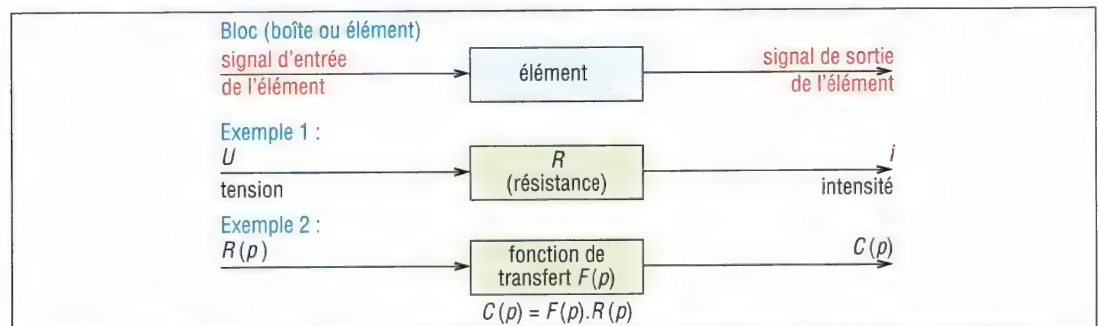 Bloc (boîte ou élément)
signal d'entrée
de l'élément
élément
signal de sortie
de l'élément
Exemple 1 :
U
tension
R
(résistance)
i
intensité
Exemple 2 :
R(p)
fonction de
transfert F(p)
C(p)
C(p) = F(p).R(p)